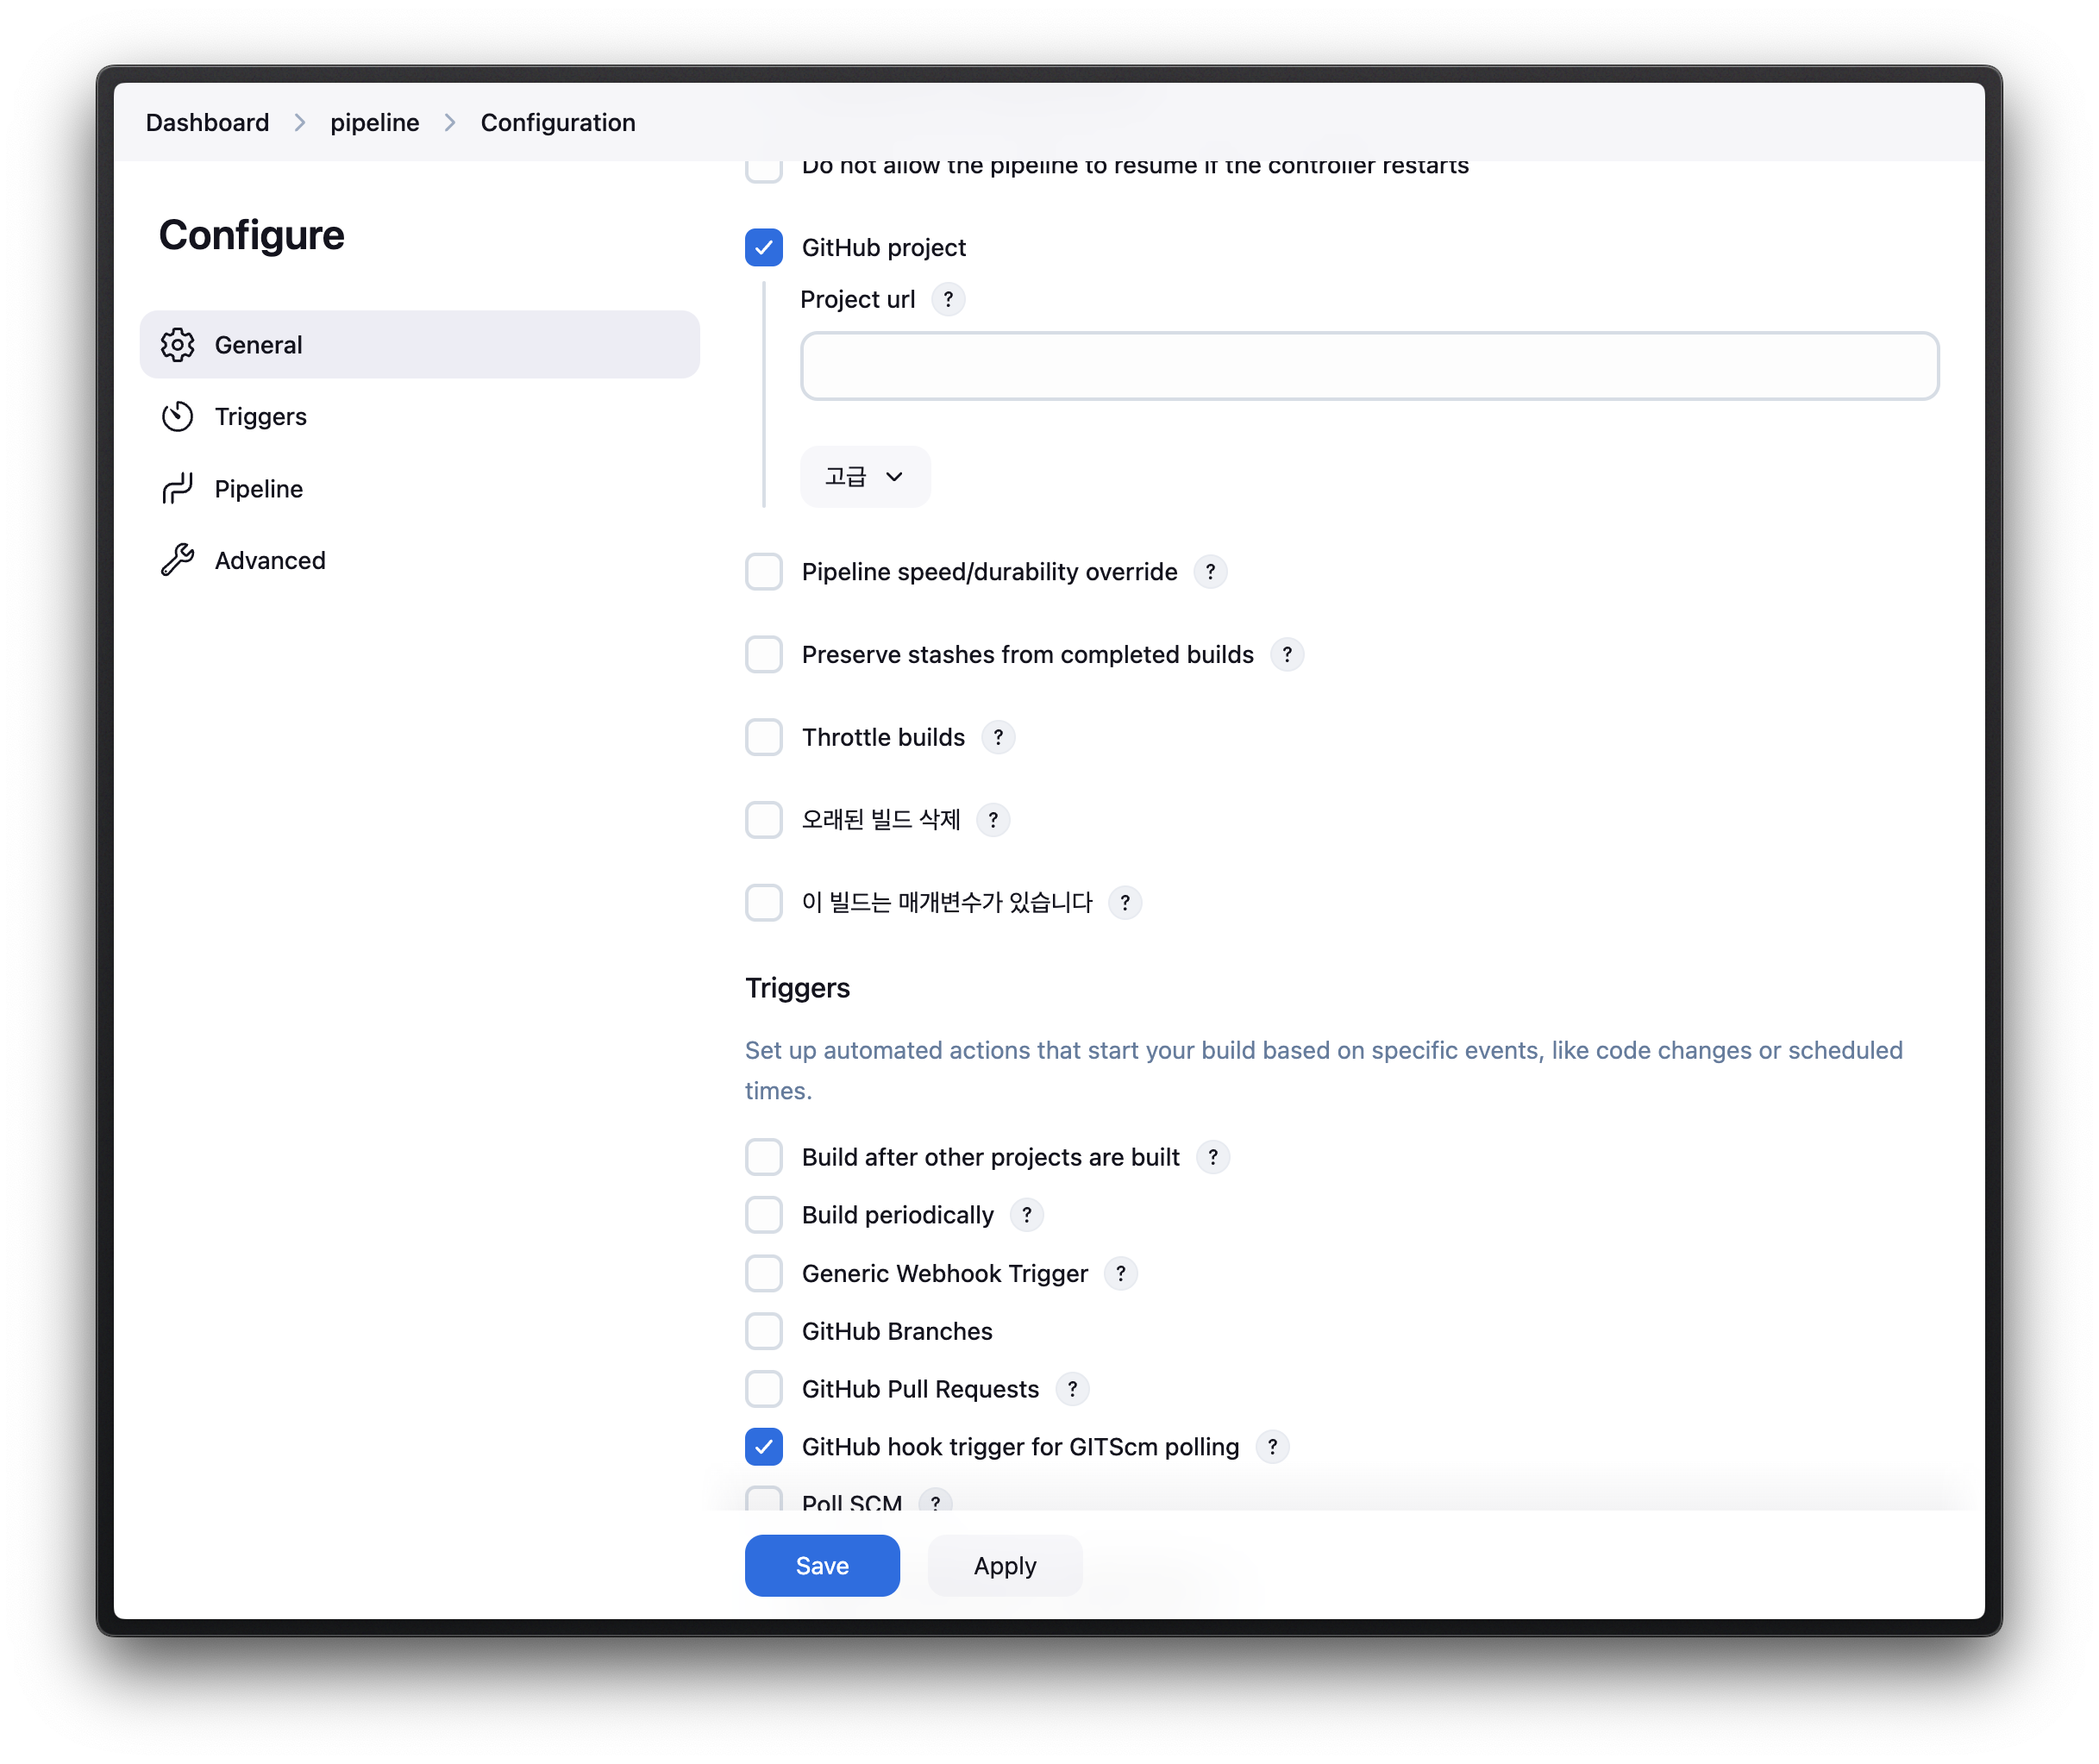 Dashboard > pipeline > Configuration
Configure
General
Triggers
Pipeline
Advanced
Do not allow the pipeline to resume if the controller restarts
GitHub project
Project url ?
고급
Pipeline speed/durability override ?
Preserve stashes from completed builds ?
Throttle builds ?
오래된 빌드 삭제 ?
이 빌드는 매개변수가 있습니다 ?
Triggers
Set up automated actions that start your build based on specific events, like code changes or scheduled
times.
Build after other projects are built ?
Build periodically ?
Generic Webhook Trigger ?
GitHub Branches
GitHub Pull Requests ?
GitHub hook trigger for GITScm polling ?
Poll SCM ?
Save
Apply